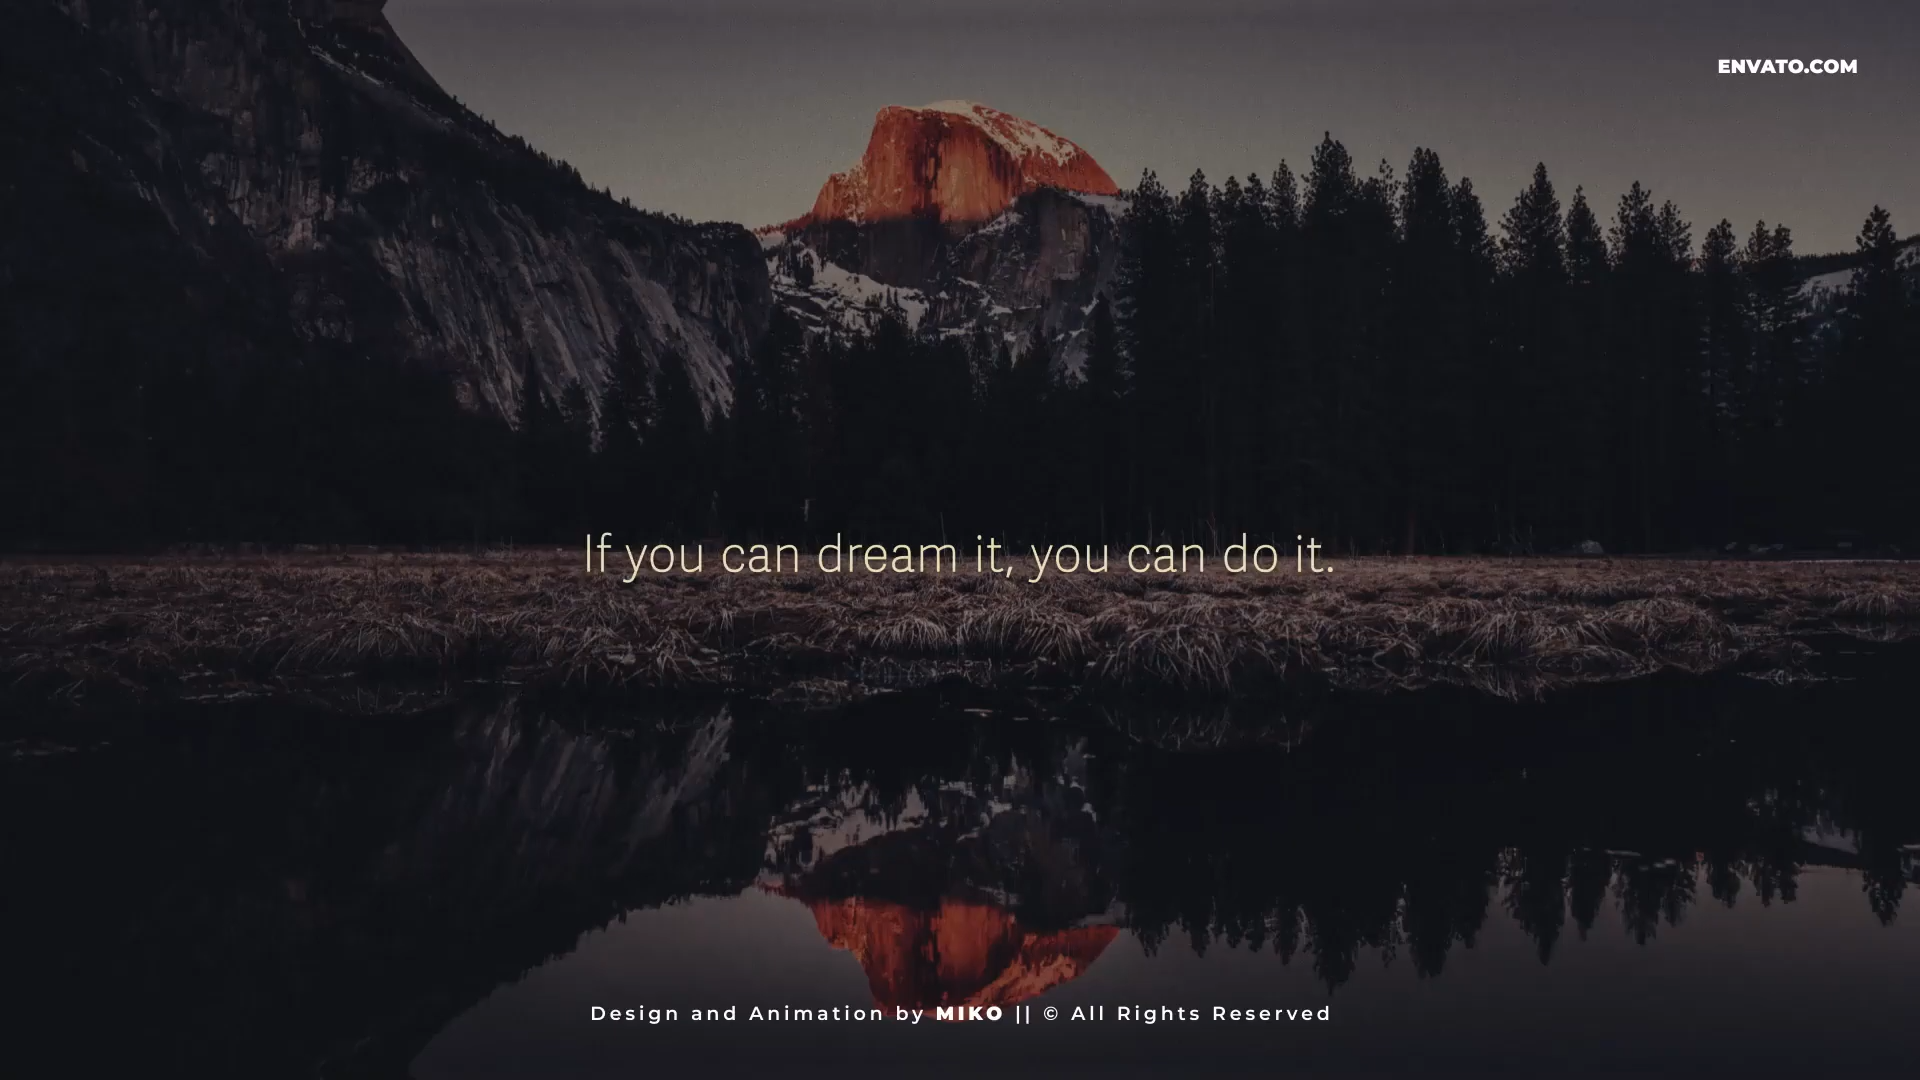 ENVATO.COM
If you can dream it, you can do it.
Design and Animation by MIKO || © All Rights Reserved